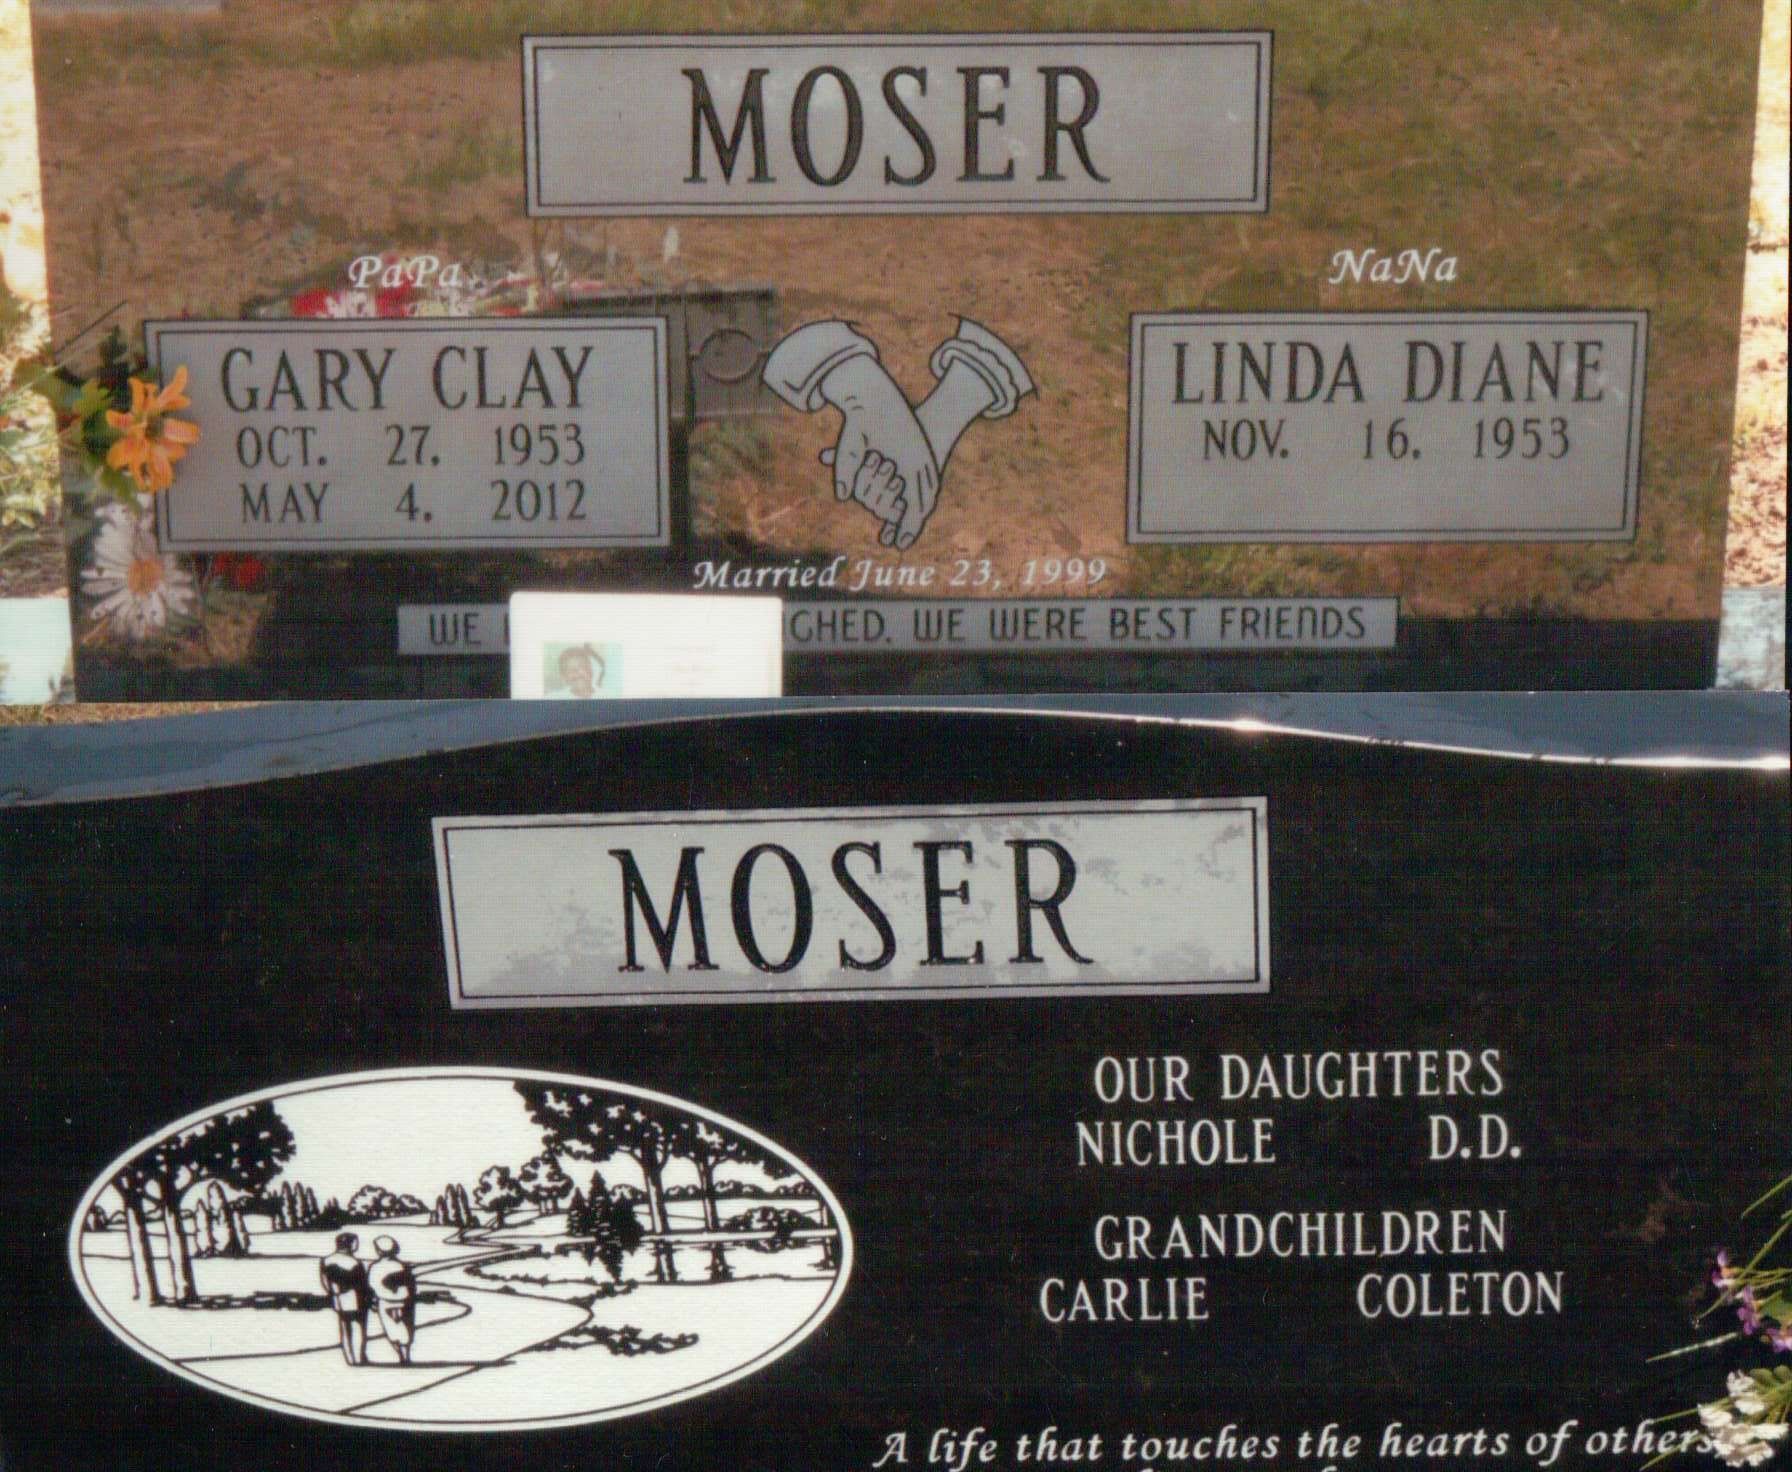 MOSER
PaPa
NaNa
GARY CLAY
OCT. 27, 1953
MAY 4, 2012
LINDA DIANE
NOV. 16, 1953
Married June 23, 1999
WE GHED, WE WERE BEST FRIENDS
MOSER
OUR DAUGHTERS
NICHOLE D.D.
GRANDCHILDREN
CARLIE COLETON
A life that touches the hearts of others